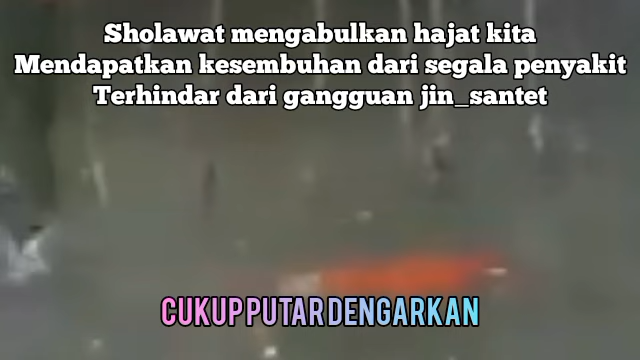 Sholawat mengabulkan hajat kita
Mendapatkan kesembuhan dari segala penyakit
Terhindar dari gangguan jin_santet
CUKUP PUTAR DENGARKAN